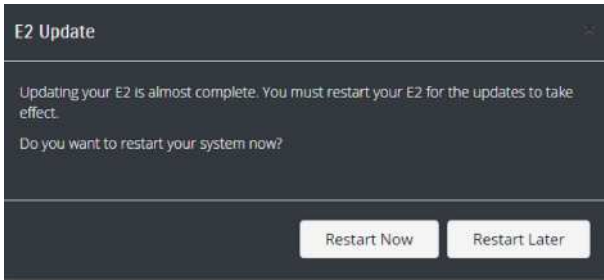 E2 Update
Updating your E2 is almost complete. You must restart your E2 for the updates to take
effect.
Do you want to restart your system now?
Restart Now
Restart Later